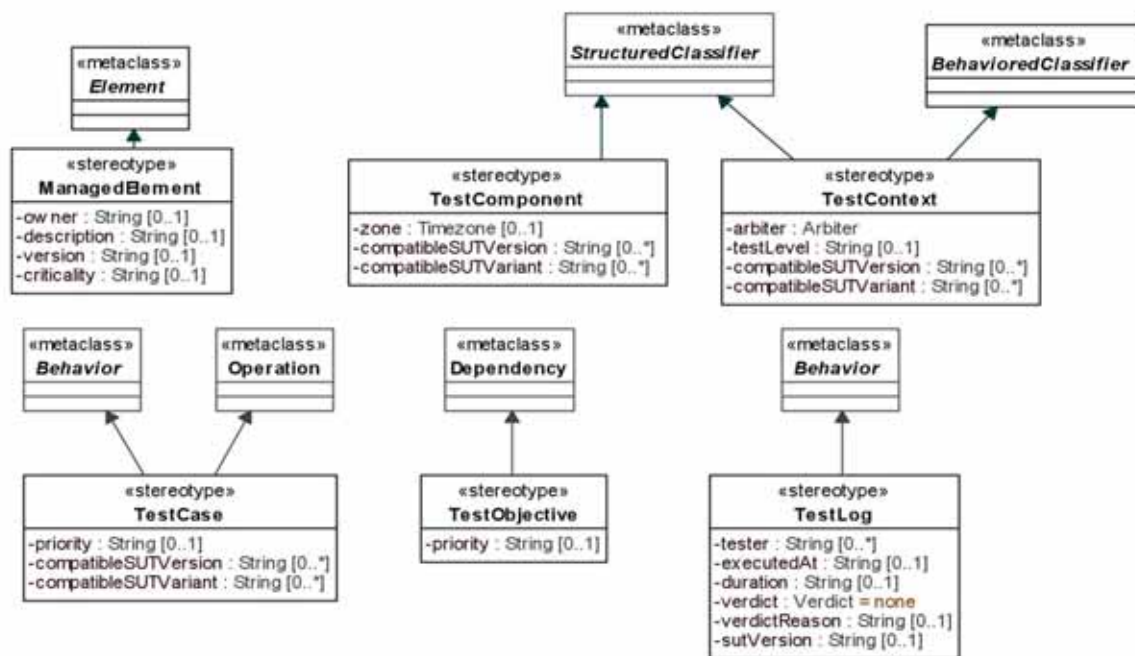 «metaclass»
Element
«stereotype»
ManagedBement
-owner : String [0..1]
-description : String [0..1]
-version : String [0..1]
-criticality : String [0..1]
«metaclass»
StructuredClassifier
«metaclass»
BehavioredClassifier
«stereotype»
TestComponent
-zone : Timezone [0..1]
-compatibleSUTVersion : String [0..*]
-compatibleSUTVariant : String [0..*]
«stereotype»
TestContext
-arbiter : Arbiter
-testLevel : String [0..1]
-compatibleSUTVersion : String [0..*]
-compatibleSUTVariant : String [0..*]
«metaclass»
Behavior
«metaclass»
Operation
«stereotype»
TestCase
-priority : String [0..1]
-compatibleSUTVersion : String [0..*]
-compatibleSUTVariant : String [0..*]
«metaclass»
Dependency
«stereotype»
TestObjective
-priority : String [0..1]
«metaclass»
Behavior
«stereotype»
TestLog
-tester : String [0..*]
-executedAt : String [0..1]
-duration : String [0..1]
-verdict : Verdict = none
-verdictReason : String [0..1]
-sutVersion : String [0..1]